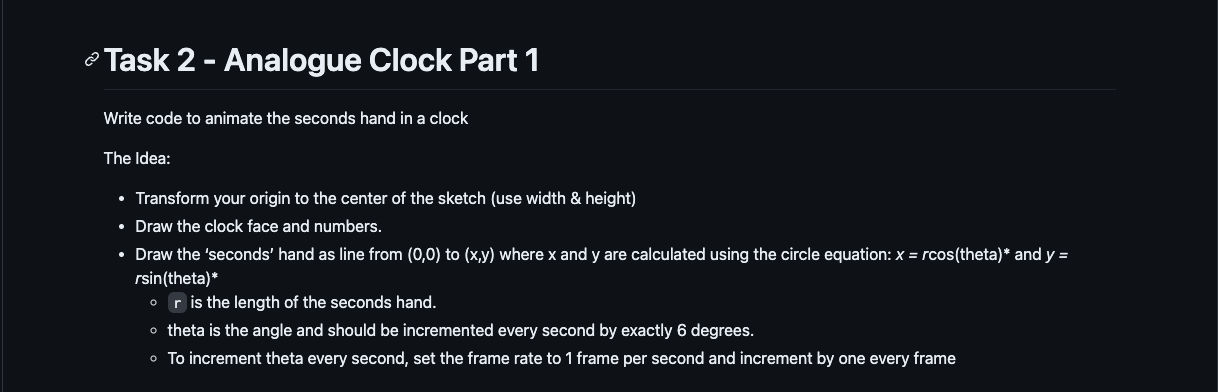 Task 2 - Analogue Clock Part 1
Write code to animate the seconds hand in a clock
The Idea:
• Transform your origin to the center of the sketch (use width & height)
• Draw the clock face and numbers.
• Draw the ‘seconds’ hand as line from (0,0) to (x,y) where x and y are calculated using the circle equation: x = rcos(theta)* and y =
rsin(theta)*
◦ r is the length of the seconds hand.
◦ theta is the angle and should be incremented every second by exactly 6 degrees.
◦ To increment theta every second, set the frame rate to 1 frame per second and increment by one every frame